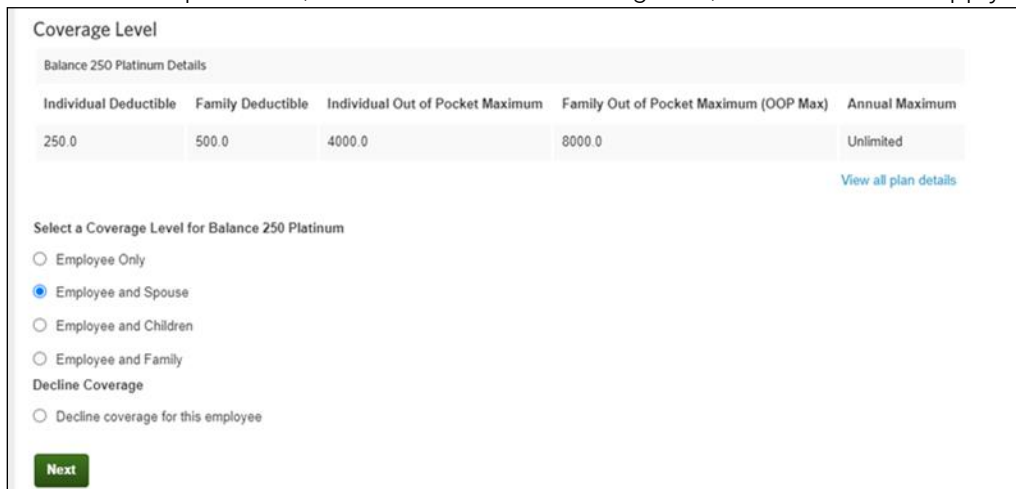 Coverage Level
Balance 250 Platinum Details
Individual Deductible Family Deductible Individual Out of Pocket Maximum Family Out of Pocket Maximum (OOP Max) Annual Maximum
250.0 500.0 4000.0 8000.0 Unlimited
View all plan details
Select a Coverage Level for Balance 250 Platinum
Employee Only
Employee and Spouse
Employee and Children
Employee and Family
Decline Coverage
Decline coverage for this employee
Next